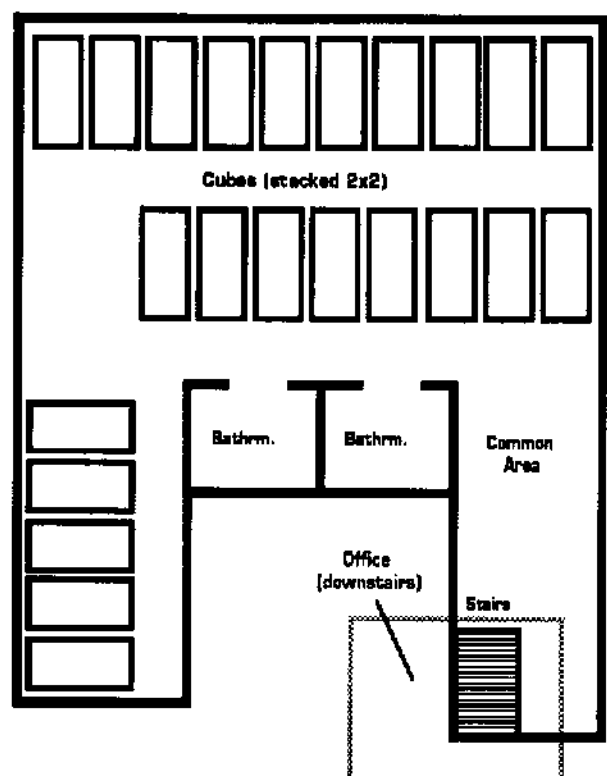 Cubes (stacked 2x2)
Bathrm.
Bathrm.
Common
Area
Office
(downstairs)
Stairs